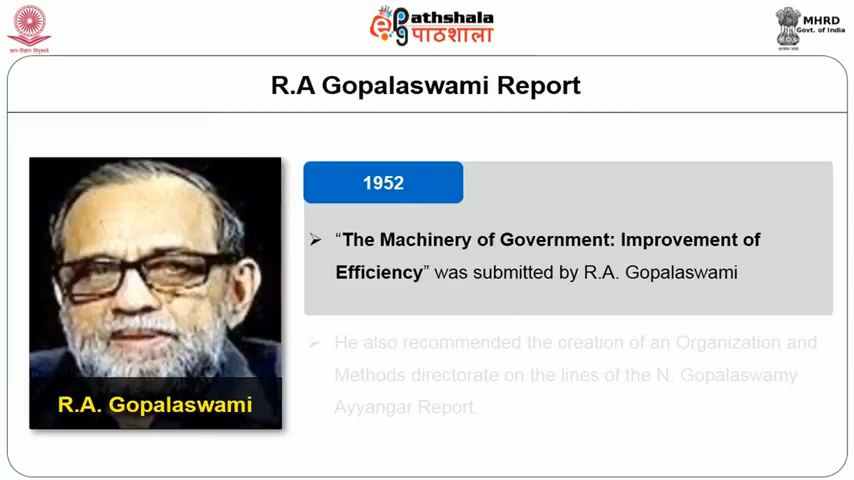 ePathshala
पाठशाला
MHRD
Govt. of India
R.A Gopalaswami Report
1952
➢ “The Machinery of Government: Improvement of
Efficiency” was submitted by R.A. Gopalaswami
➢ He also recommended the creation of an Organization and
Methods directorate on the lines of the N. Gopalaswamy
Ayyangar Report.
R.A. Gopalaswami